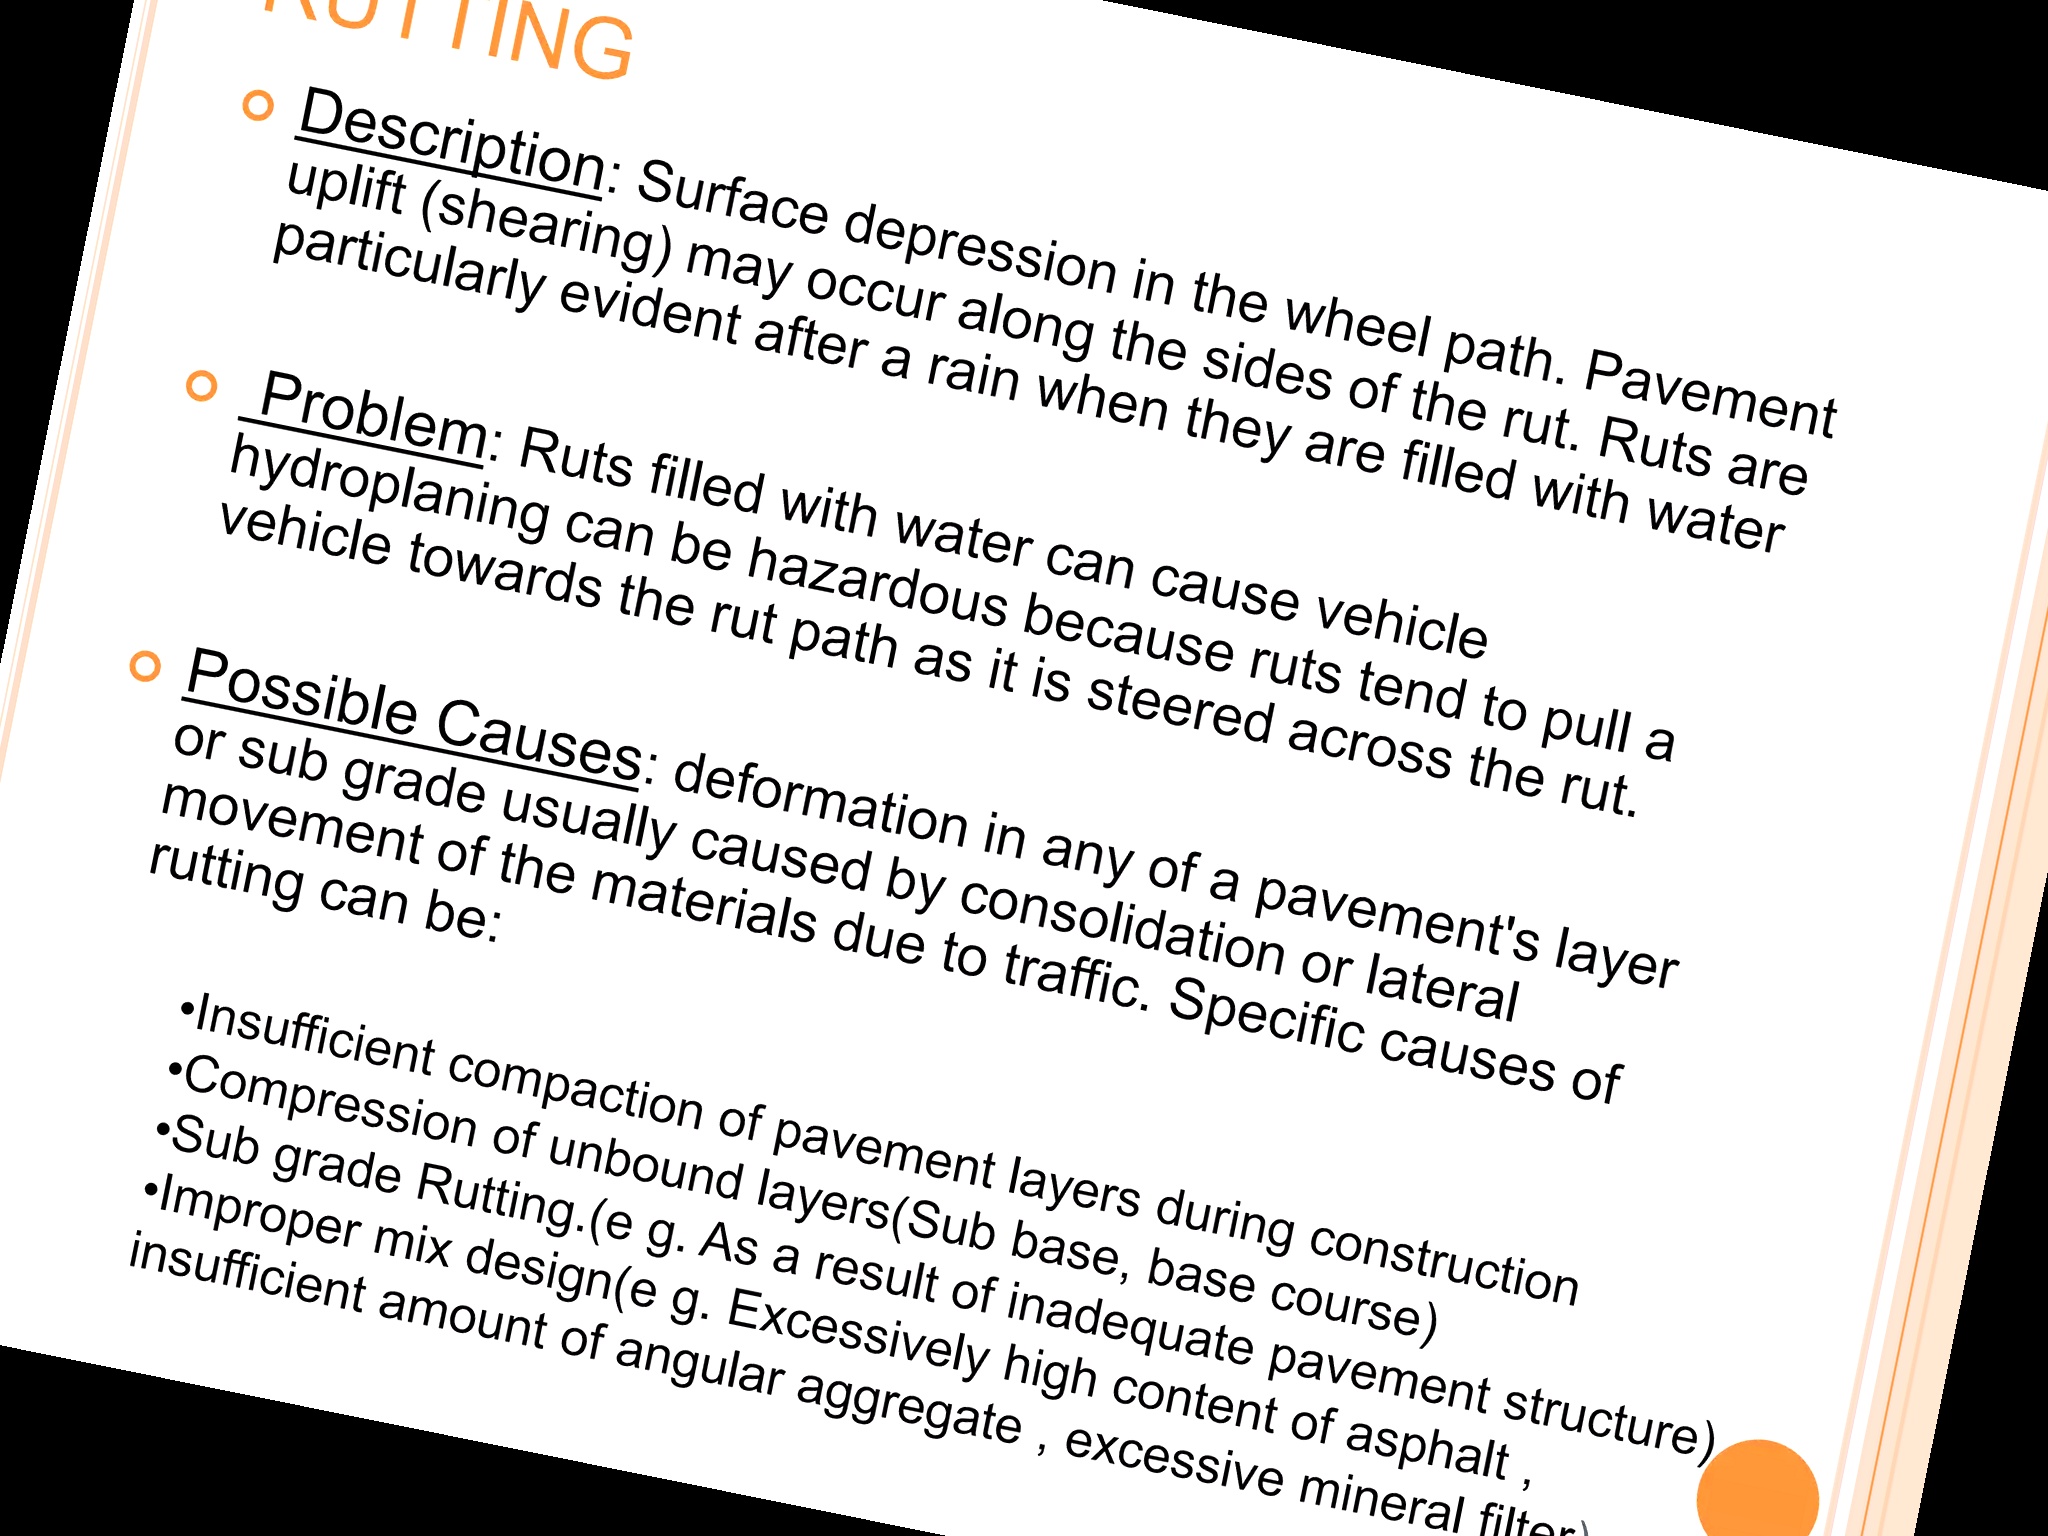 RUTTING
Description: Surface depression in the wheel path. Pavement
uplift (shearing) may occur along the sides of the rut. Ruts are
particularly evident after a rain when they are filled with water
Problem: Ruts filled with water can cause vehicle
hydroplaning can be hazardous because ruts tend to pull a
vehicle towards the rut path as it is steered across the rut.
Possible Causes: deformation in any of a pavement's layer
or sub grade usually caused by consolidation or lateral
movement of the materials due to traffic. Specific causes of
rutting can be:
•Insufficient compaction of pavement layers during construction
•Compression of unbound layers(Sub base, base course)
•Sub grade Rutting.(e g. As a result of inadequate pavement structure)
•Improper mix design(e g. Excessively high content of asphalt ,
insufficient amount of angular aggregate , excessive mineral filter)